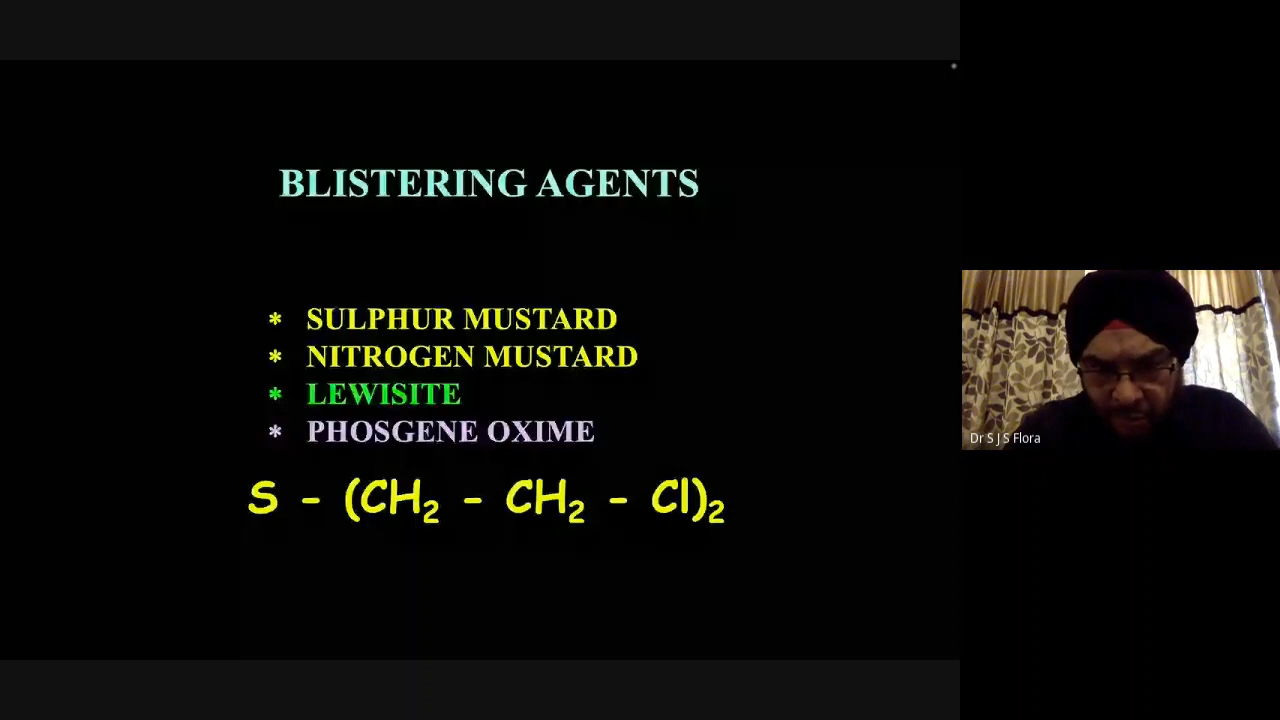 BLISTERING AGENTS
* SULPHUR MUSTARD
* NITROGEN MUSTARD
* LEWISITE
* PHOSGENE OXIME
S – (CH₂ – CH₂ – Cl)₂
Dr S J S Flora